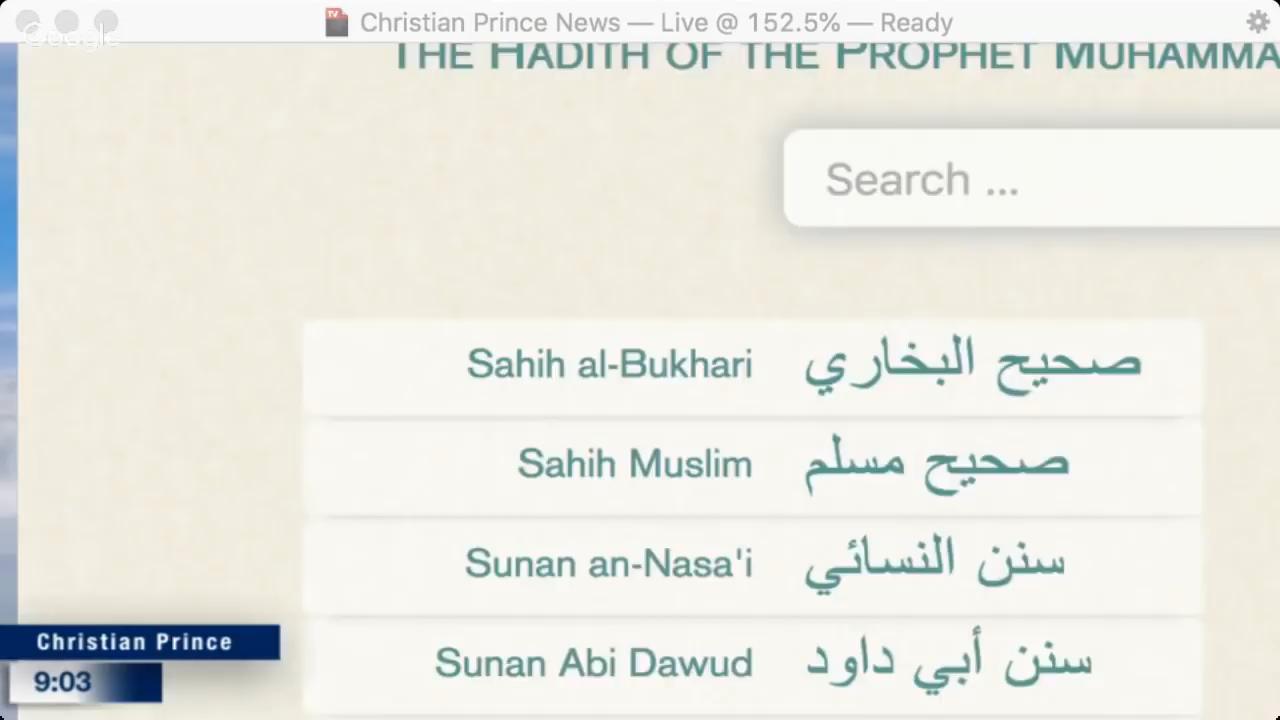 Christian Prince News — Live @ 152.5% — Ready
Google
THE HADITH OF THE PROPHET MUHAMMA
Search ...
Sahih al-Bukhari صحيح البخاري
Sahih Muslim صحيح مسلم
Sunan an-Nasa'i سنن النسائي
Sunan Abi Dawud سنن أبي داود
Christian Prince
9:03